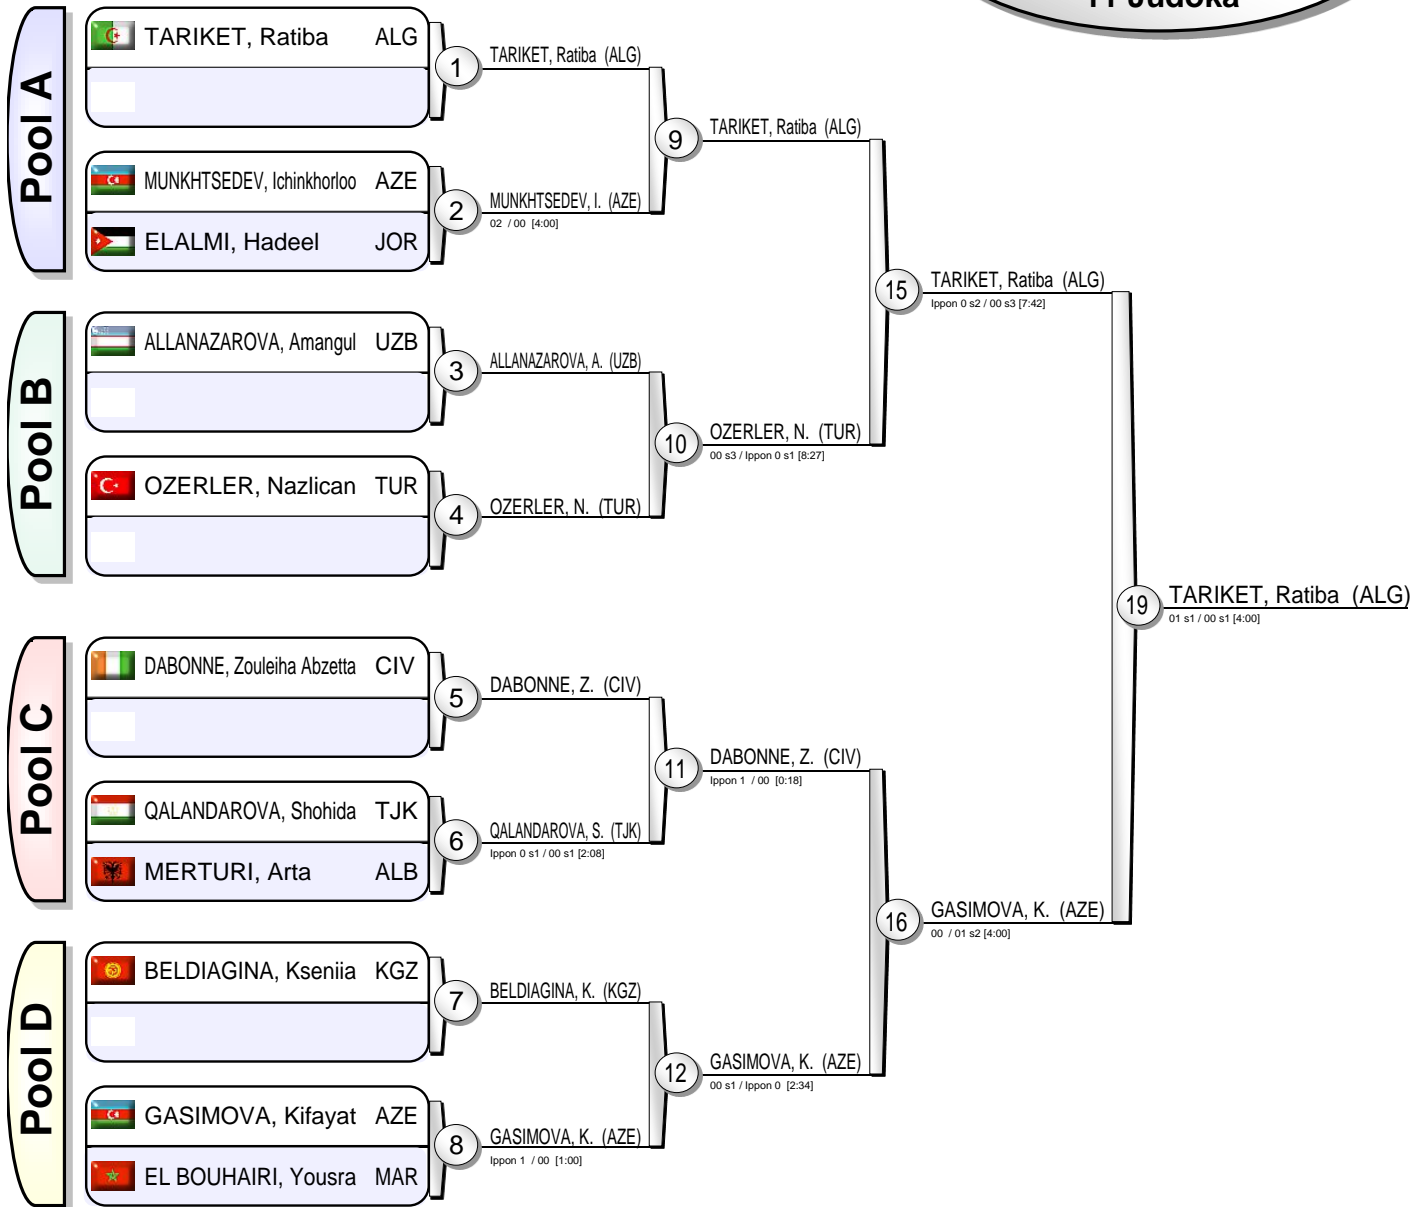 11 Judoka
Pool A
TARIKET, Ratiba ALG
MUNKHTSEDEV, Ichinkhorloo AZE
ELALMI, Hadeel JOR
1
TARIKET, Ratiba (ALG)
2
MUNKHTSEDEV, I. (AZE)
02 / 00 [4:00]
9
TARIKET, Ratiba (ALG)
Pool B
ALLANAZAROVA, Amangul UZB
OZERLER, Nazlican TUR
3
ALLANAZAROVA, A. (UZB)
4
OZERLER, N. (TUR)
10
OZERLER, N. (TUR)
00 s3 / Ippon 0 s1 [8:27]
15
TARIKET, Ratiba (ALG)
Ippon 0 s2 / 00 s3 [7:42]
Pool C
DABONNE, Zouleiha Abzetta CIV
QALANDAROVA, Shohida TJK
MERTURI, Arta ALB
5
DABONNE, Z. (CIV)
6
QALANDAROVA, S. (TJK)
Ippon 0 s1 / 00 s1 [2:08]
11
DABONNE, Z. (CIV)
Ippon 1 / 00 [0:18]
Pool D
BELDIAGINA, Kseniia KGZ
GASIMOVA, Kifayat AZE
EL BOUHAIRI, Yousra MAR
7
BELDIAGINA, K. (KGZ)
8
GASIMOVA, K. (AZE)
Ippon 1 / 00 [1:00]
12
GASIMOVA, K. (AZE)
00 s1 / Ippon 0 [2:34]
16
GASIMOVA, K. (AZE)
00 / 01 s2 [4:00]
19
TARIKET, Ratiba (ALG)
01 s1 / 00 s1 [4:00]